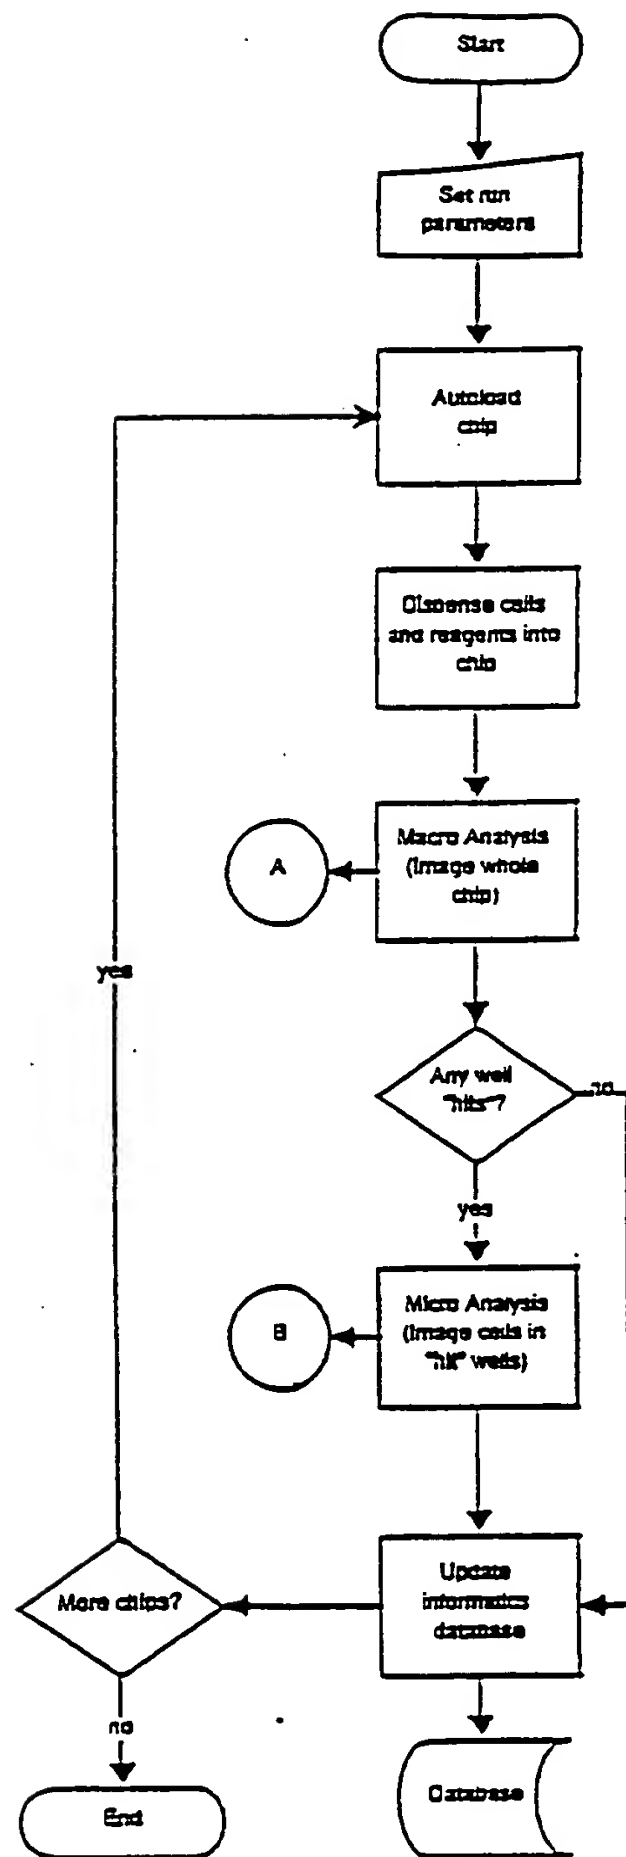 Start
Set run
parameters
Autoload
chip
Dispense cells
and reagents into
chip
Macro Analysis
(Image whole
chip)
A
yes
Any well
"hits"?
no
yes
Micro Analysis
(Image cells in
"hit" wells)
B
Update
informatics
database
More chips?
no
Database
End